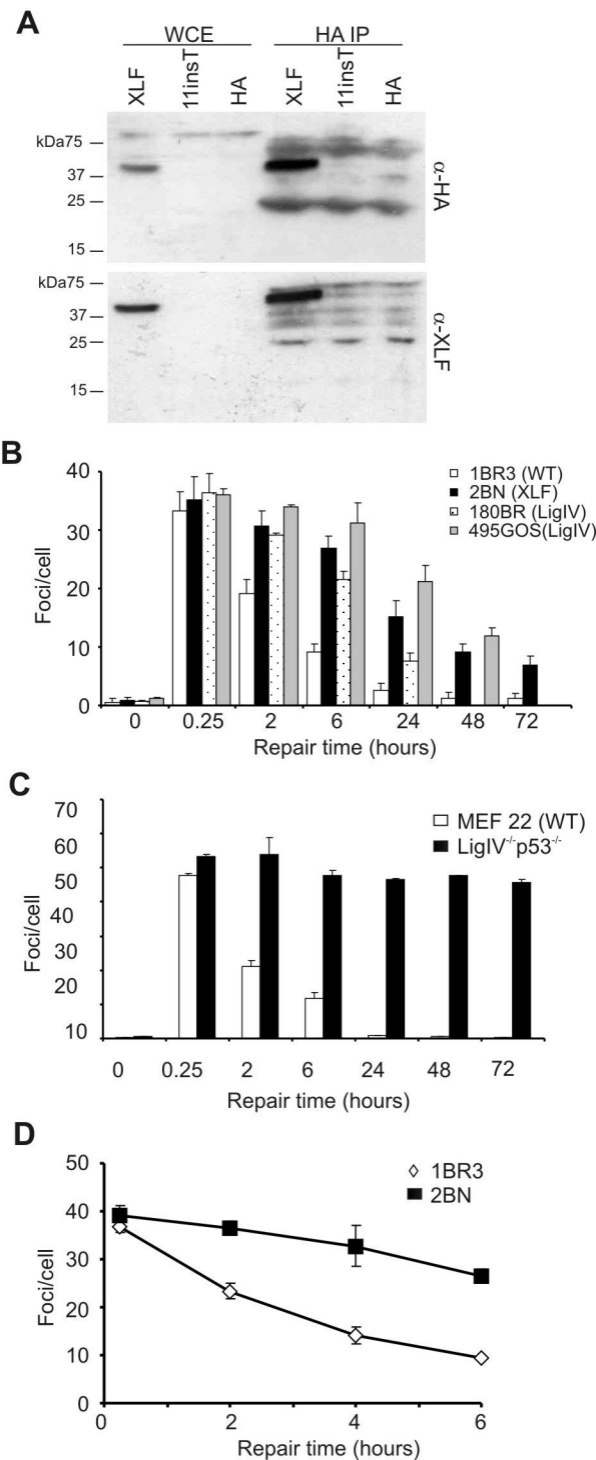 A
WCE HA IP
XLF 11insT HA XLF 11insT HA
kDa75
37
25
15
α-HA
kDa75
37
25
15
α-XLF
B
40
30
20
10
0
Foci/cell
1BR3 (WT)
2BN (XLF)
180BR (LigIV)
495GOS(LigIV)
0 0.25 2 6 24 48 72
Repair time (hours)
C
70
60
50
40
30
20
10
Foci/cell
MEF 22 (WT)
LigIV-/-p53-/-
0 0.25 2 6 24 48 72
Repair time (hours)
D
50
40
30
20
10
0
Foci/cell
1BR3
2BN
0 2 4 6
Repair time (hours)